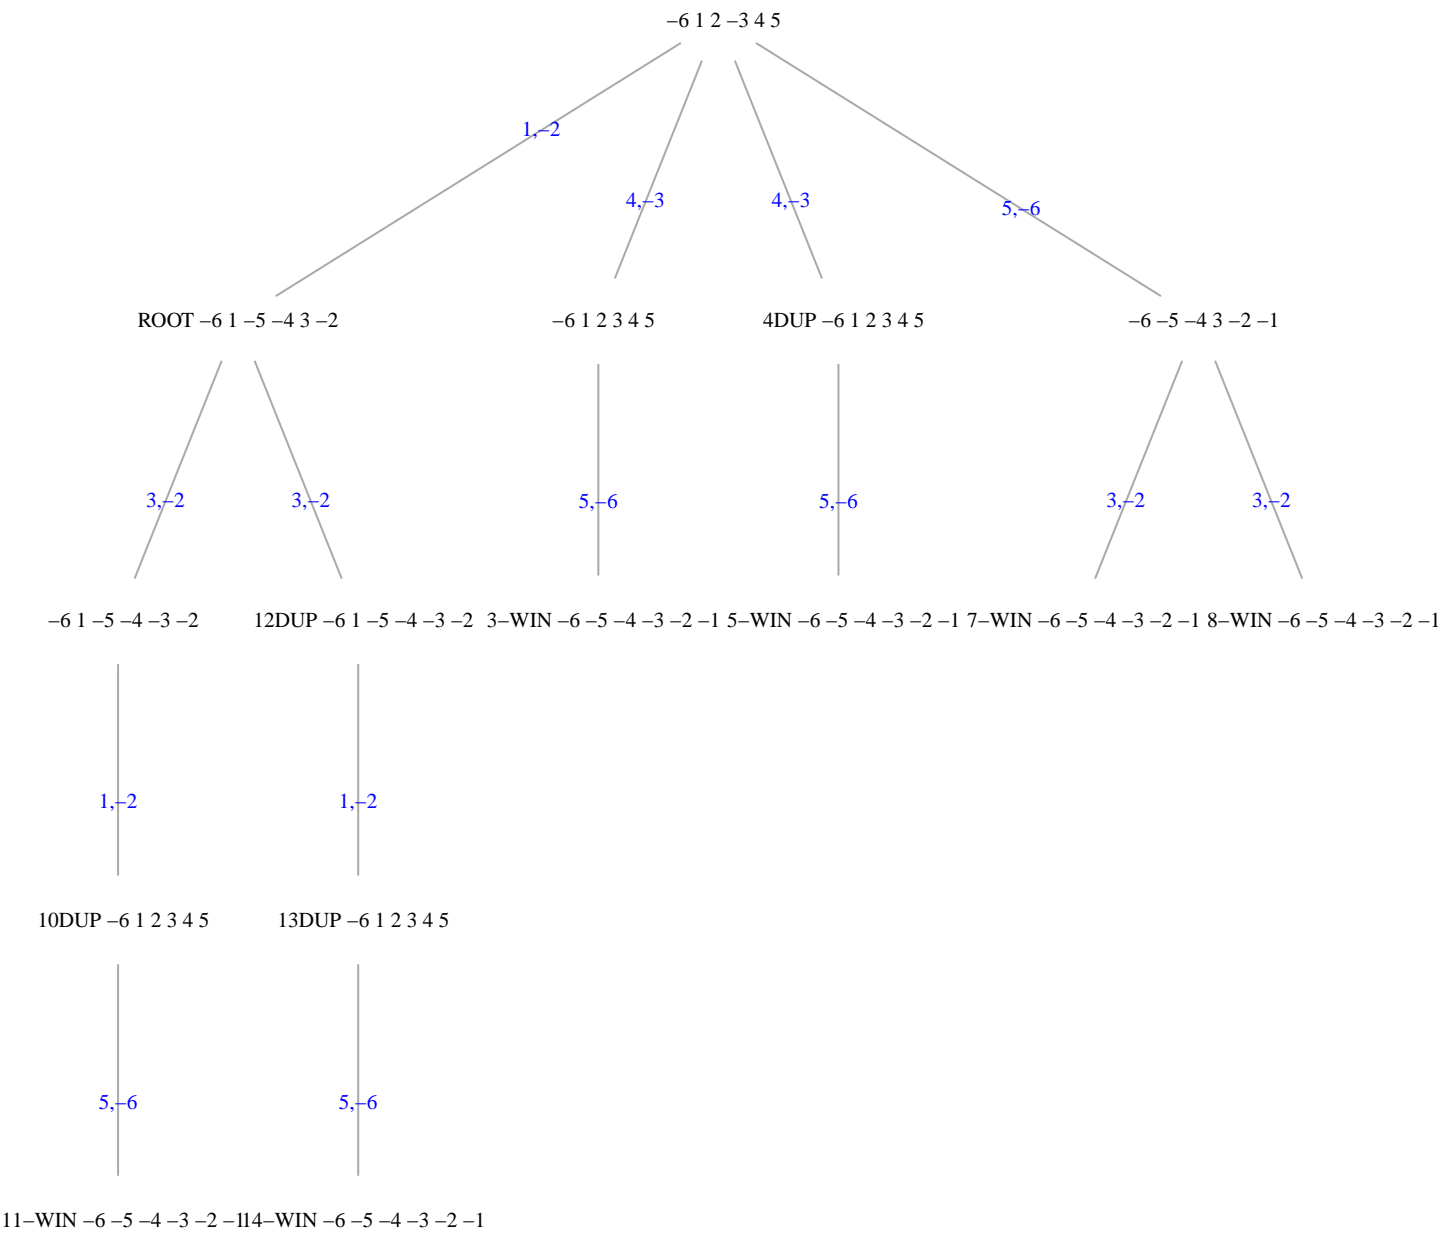 −6 1 2 −3 4 5
1,−2
4,−3
4,−3
5,−6
ROOT −6 1 −5 −4 3 −2
−6 1 2 3 4 5
4DUP −6 1 2 3 4 5
−6 −5 −4 3 −2 −1
3,−2
3,−2
5,−6
5,−6
3,−2
3,−2
−6 1 −5 −4 −3 −2
12DUP −6 1 −5 −4 −3 −2
3−WIN −6 −5 −4 −3 −2 −1
5−WIN −6 −5 −4 −3 −2 −1
7−WIN −6 −5 −4 −3 −2 −1
8−WIN −6 −5 −4 −3 −2 −1
1,−2
1,−2
10DUP −6 1 2 3 4 5
13DUP −6 1 2 3 4 5
5,−6
5,−6
11−WIN −6 −5 −4 −3 −2 −1
14−WIN −6 −5 −4 −3 −2 −1